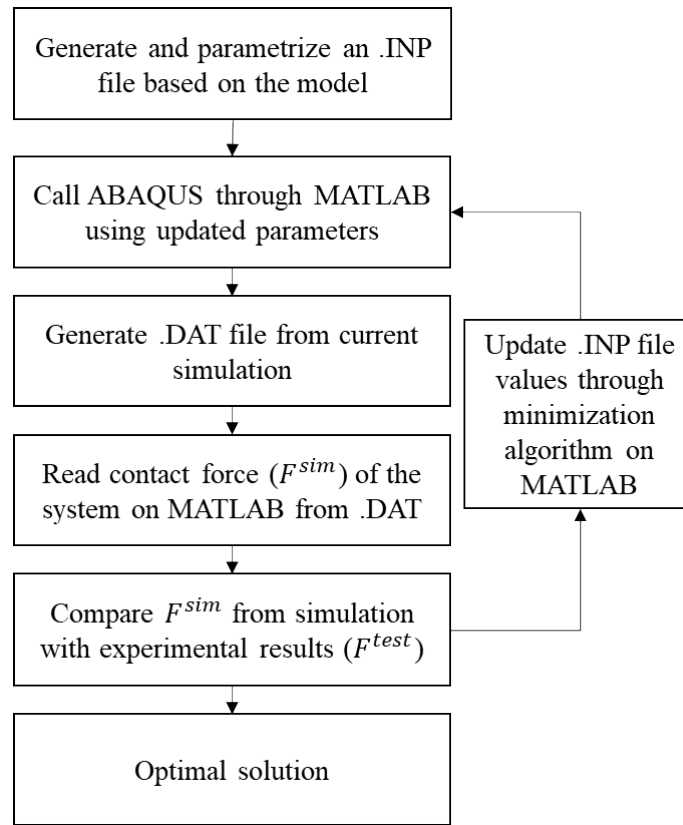 Generate and parametrize an .INP
file based on the model
Call ABAQUS through MATLAB
using updated parameters
Generate .DAT file from current
simulation
Read contact force (F^sim) of the
system on MATLAB from .DAT
Compare F^sim from simulation
with experimental results (F^test)
Optimal solution
Update .INP file
values through
minimization
algorithm on
MATLAB